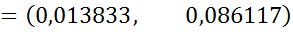 = (0,013833,  0,086117)